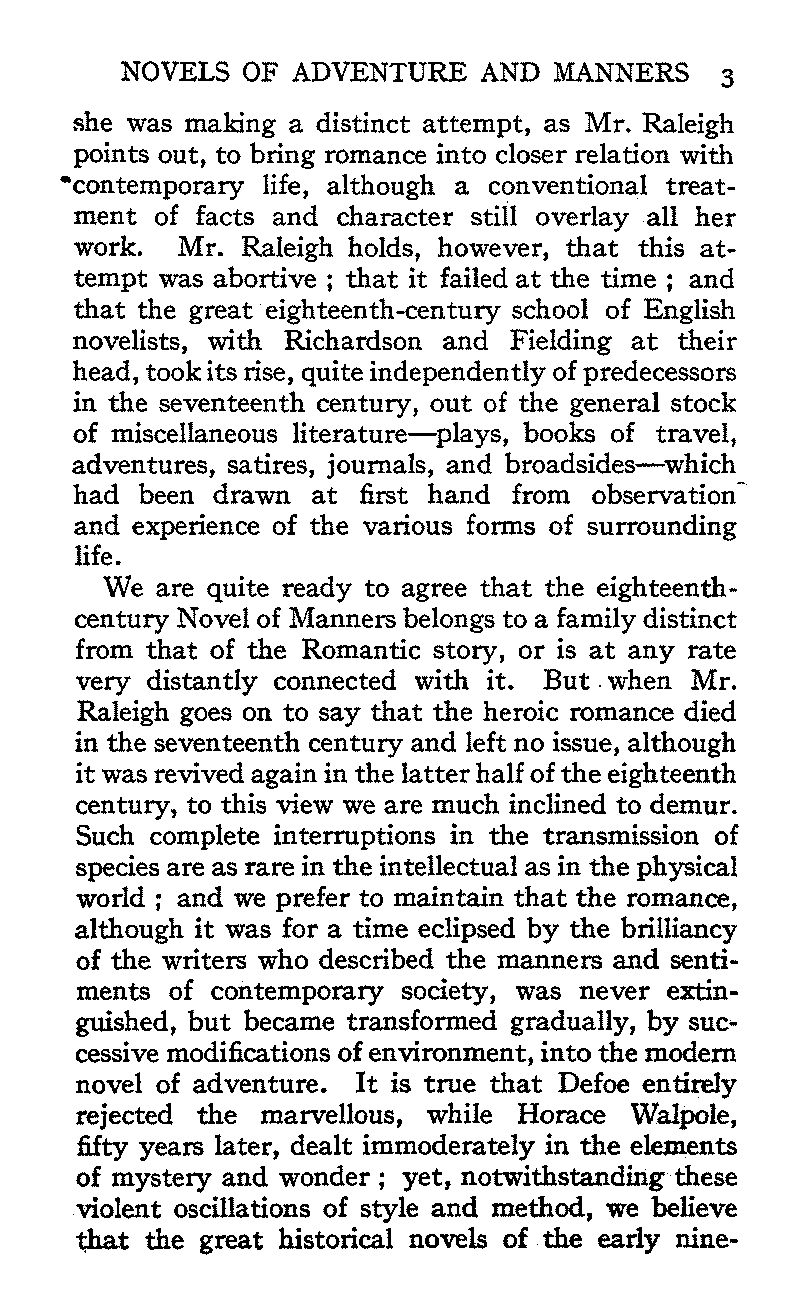 NOVELS OF ADVENTURE AND MANNERS 3
she was making a distinct attempt, as Mr. Raleigh
points out, to bring romance into closer relation with
contemporary life, although a conventional treat-
ment of facts and character still overlay all her
work. Mr. Raleigh holds, however, that this at-
tempt was abortive ; that it failed at the time ; and
that the great eighteenth-century school of English
novelists, with Richardson and Fielding at their
head, took its rise, quite independently of predecessors
in the seventeenth century, out of the general stock
of miscellaneous literature—plays, books of travel,
adventures, satires, journals, and broadsides—which
had been drawn at first hand from observation
and experience of the various forms of surrounding
life.
We are quite ready to agree that the eighteenth-
century Novel of Manners belongs to a family distinct
from that of the Romantic story, or is at any rate
very distantly connected with it. But when Mr.
Raleigh goes on to say that the heroic romance died
in the seventeenth century and left no issue, although
it was revived again in the latter half of the eighteenth
century, to this view we are much inclined to demur.
Such complete interruptions in the transmission of
species are as rare in the intellectual as in the physical
world ; and we prefer to maintain that the romance,
although it was for a time eclipsed by the brilliancy
of the writers who described the manners and senti-
ments of contemporary society, was never extin-
guished, but became transformed gradually, by suc-
cessive modifications of environment, into the modern
novel of adventure. It is true that Defoe entirely
rejected the marvellous, while Horace Walpole,
fifty years later, dealt immoderately in the elements
of mystery and wonder ; yet, notwithstanding these
violent oscillations of style and method, we believe
that the great historical novels of the early nine-